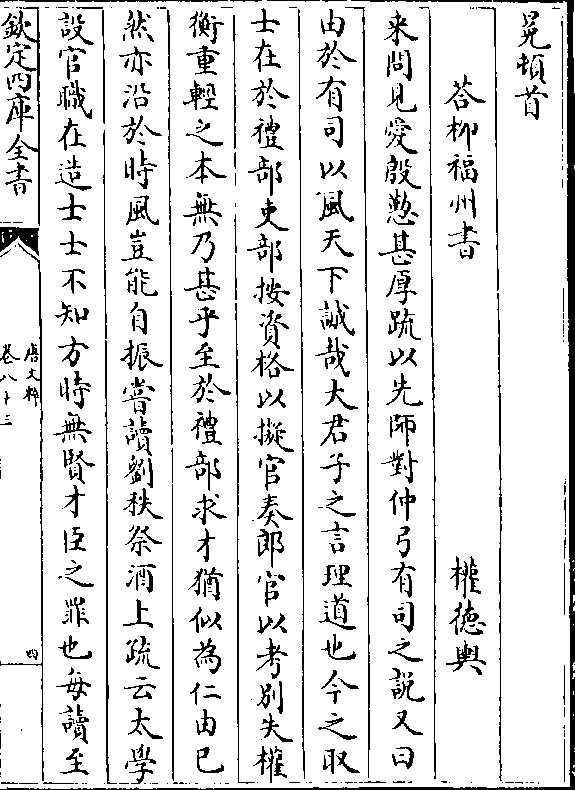 晃頓首
荅柳福州書　權德輿
来問見愛殷懃甚厚疏以先師對仲弓有司之說又曰
由於有司以風天下誠哉大君子之言理道也今之取
士在於禮部吏部按資格以擬官奏郎官以考別失權
衡重輕之本無乃甚乎至於禮部求才猶似為仁由已
然亦沿於時風豈能自振嘗讀劉秩祭酒上疏云太學
設官職在造士士不知方時無賢才臣之罪也每讀至
欽定四庫全書
唐文粹
卷八十三
四